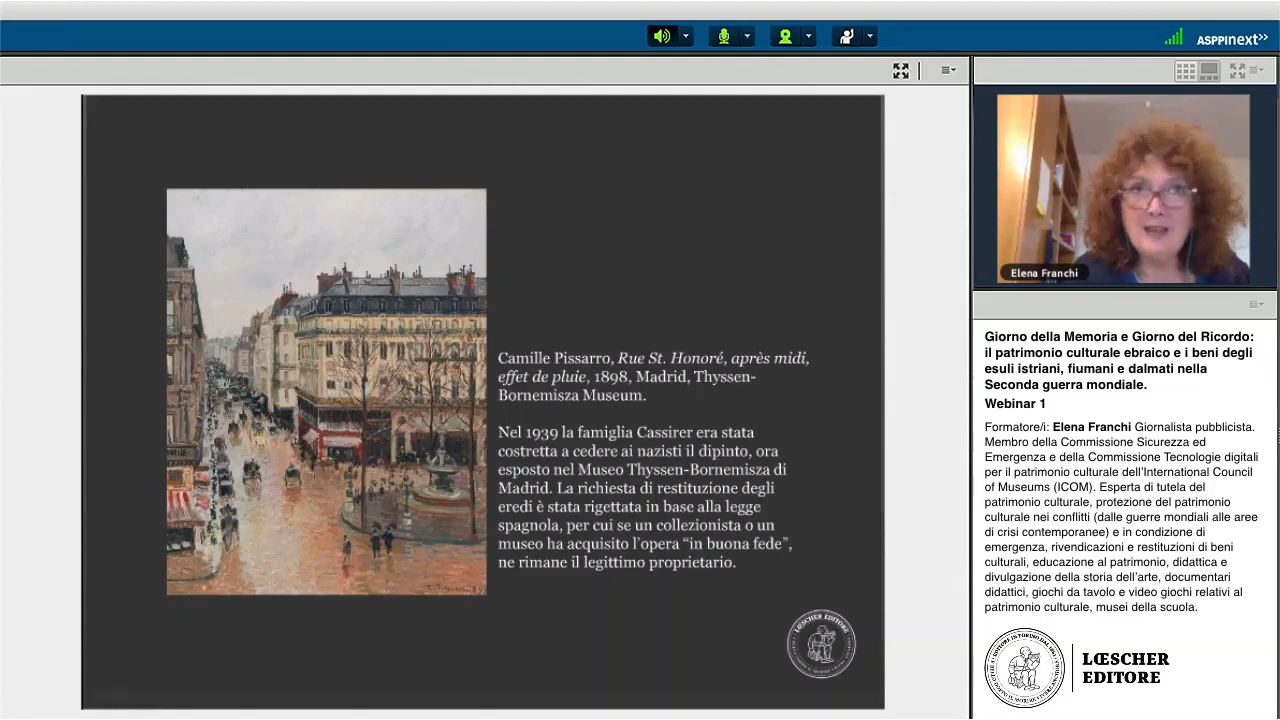 ASPPInext>>
Camille Pissarro, Rue St. Honoré, après midi,
effet de pluie, 1898, Madrid, Thyssen-
Bornemisza Museum.
Nel 1939 la famiglia Cassirer era stata
costretta a cedere ai nazisti il dipinto, ora
esposto nel Museo Thyssen-Bornemisza di
Madrid. La richiesta di restituzione degli
eredi è stata rigettata in base alla legge
spagnola, per cui se un collezionista o un
museo ha acquisito l'opera “in buona fede”,
ne rimane il legittimo proprietario.
LŒSCHER EDITORE
Elena Franchi
Giorno della Memoria e Giorno del Ricordo:
il patrimonio culturale ebraico e i beni degli
esuli istriani, fiumani e dalmati nella
Seconda guerra mondiale.
Webinar 1
Formatore/i: Elena Franchi Giornalista pubblicista.
Membro della Commissione Sicurezza ed
Emergenza e della Commissione Tecnologie digitali
per il patrimonio culturale dell'International Council
of Museums (ICOM). Esperta di tutela del
patrimonio culturale, protezione del patrimonio
culturale nei conflitti (dalle guerre mondiali alle aree
di crisi contemporanee) e in condizione di
emergenza, rivendicazioni e restituzioni di beni
culturali, educazione al patrimonio, didattica e
divulgazione della storia dell'arte, documentari
didattici, giochi da tavolo e video giochi relativi al
patrimonio culturale, musei della scuola.
LŒSCHER
EDITORE